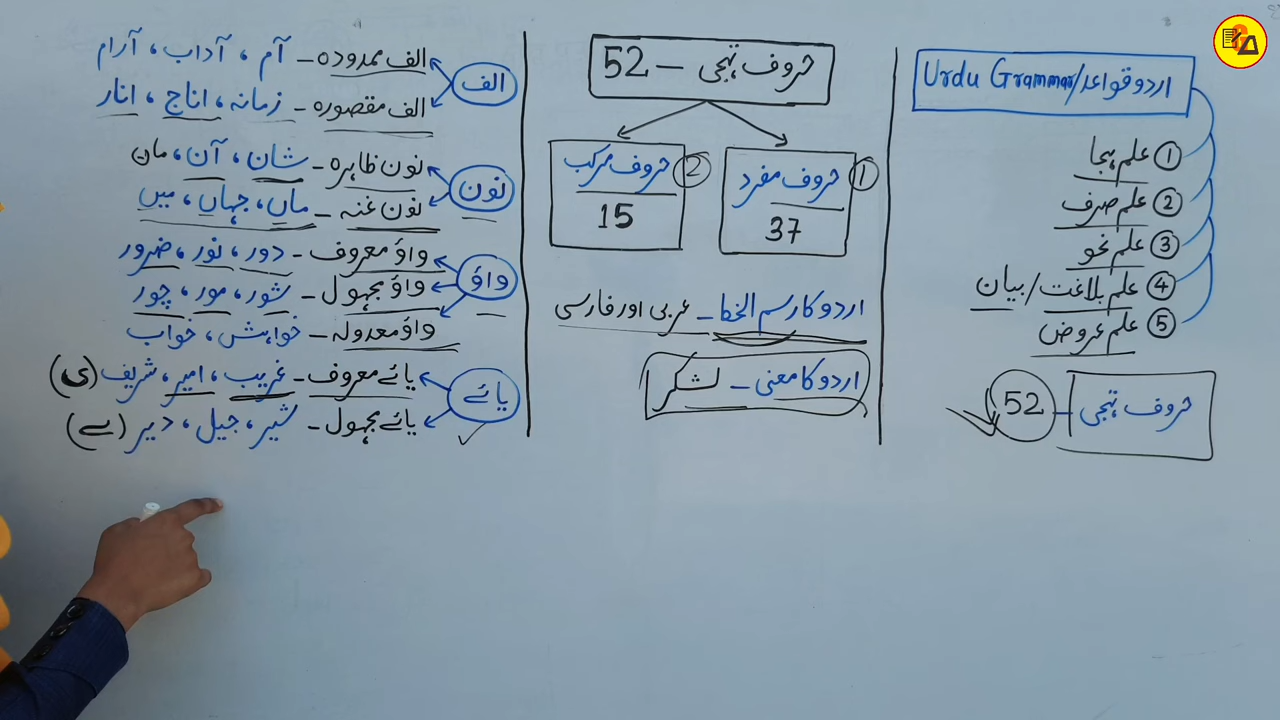 Urdu Grammar/اردو قواعد
① علم ہجا
② علم صرف
③ علم نحو
④ علم بلاغت/بیان
⑤ علم عروض
حروف تہجی - 52
حروف تہجی - 52
① حروف مفرد
37
② حروف مرکب
15
اردو کا رسم الخط - عربی اور فارسی
اردو کا معنی - لشکر
الف
الف ممدودہ - آم ، آداب ، آرام
الف مقصورہ - زمانہ ، اناج ، انار
نون
نون ظاہرہ - شان ، آن ، مان
نون غنہ - ماں ، جہاں ، میں
واؤ
واؤ معروف - دور ، نور ، ضرور
واؤ مجہول - شور ، مور ، چور
واؤ معدولہ - خواہش ، خواب
یائے
یائے معروف - غریب ، امیر ، شریف (ی)
یائے مجہول - شیر ، جیل ، دیر (ے)